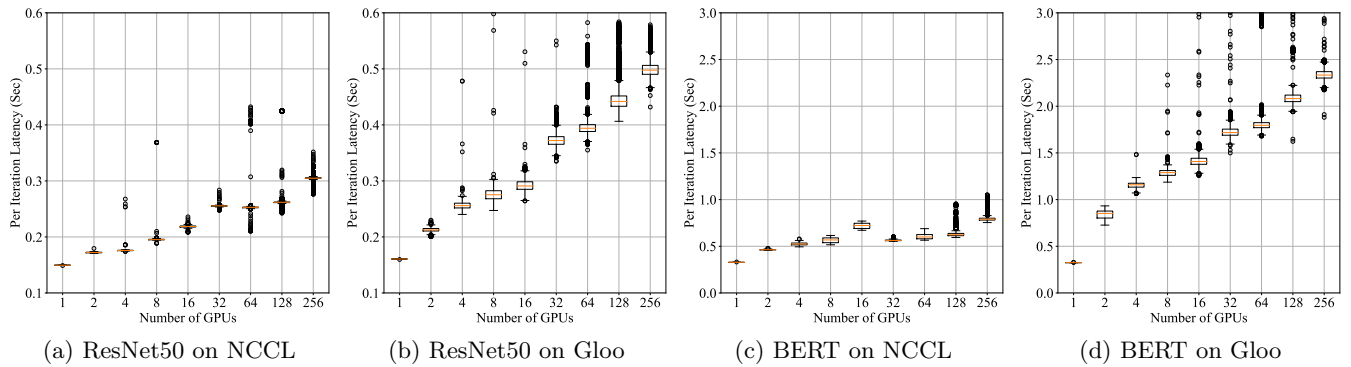 Per Iteration Latency (Sec)
0.6
0.5
0.4
0.3
0.2
0.1
1 2 4 8 16 32 64 128 256
Number of GPUs
(a) ResNet50 on NCCL
Per Iteration Latency (Sec)
0.6
0.5
0.4
0.3
0.2
0.1
1 2 4 8 16 32 64 128 256
Number of GPUs
(b) ResNet50 on Gloo
Per Iteration Latency (Sec)
3.0
2.5
2.0
1.5
1.0
0.5
0.0
1 2 4 8 16 32 64 128 256
Number of GPUs
(c) BERT on NCCL
Per Iteration Latency (Sec)
3.0
2.5
2.0
1.5
1.0
0.5
0.0
1 2 4 8 16 32 64 128 256
Number of GPUs
(d) BERT on Gloo